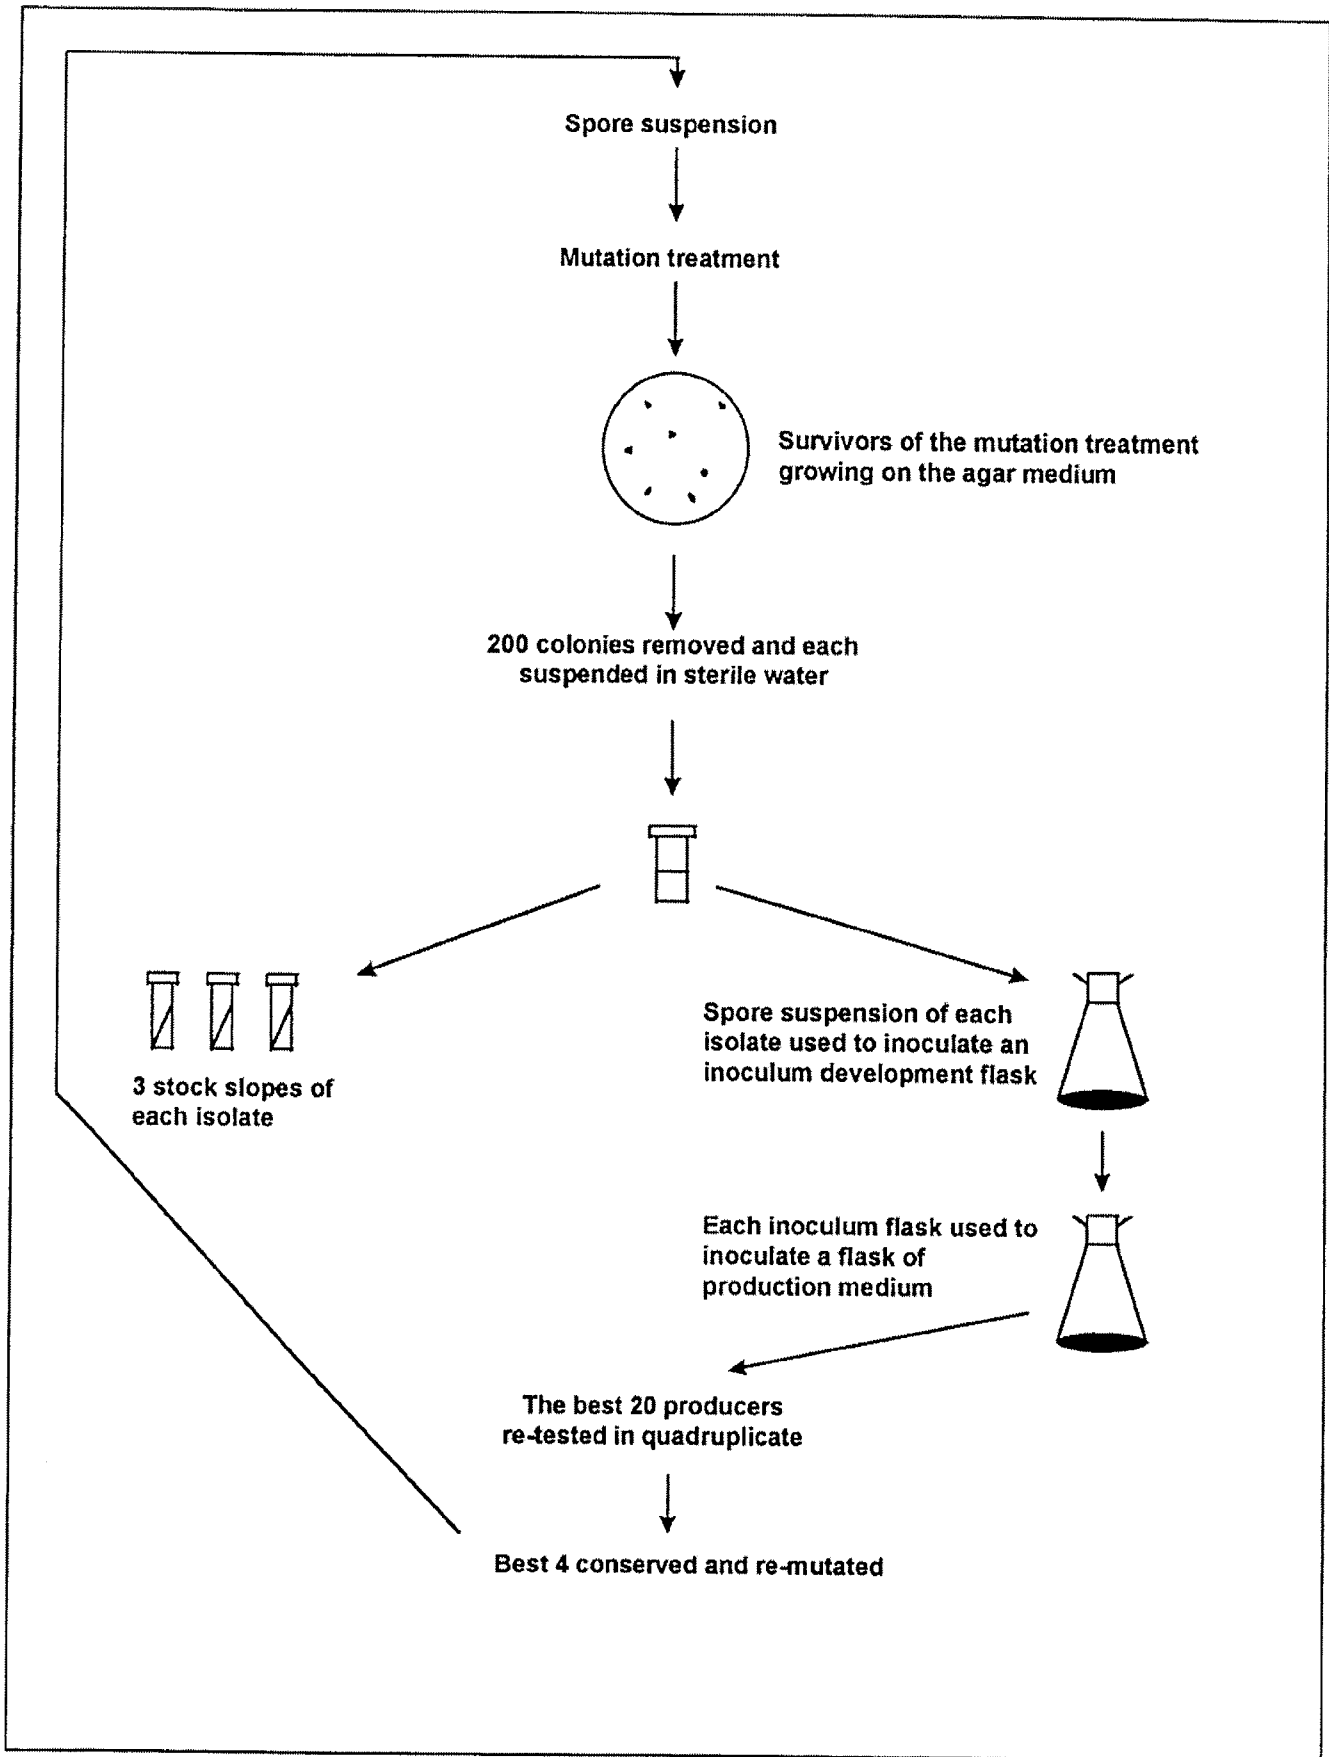 Spore suspension
Mutation treatment
Survivors of the mutation treatment
growing on the agar medium
200 colonies removed and each
suspended in sterile water
3 stock slopes of
each isolate
Spore suspension of each
isolate used to inoculate an
inoculum development flask
Each inoculum flask used to
inoculate a flask of
production medium
The best 20 producers
re-tested in quadruplicate
Best 4 conserved and re-mutated